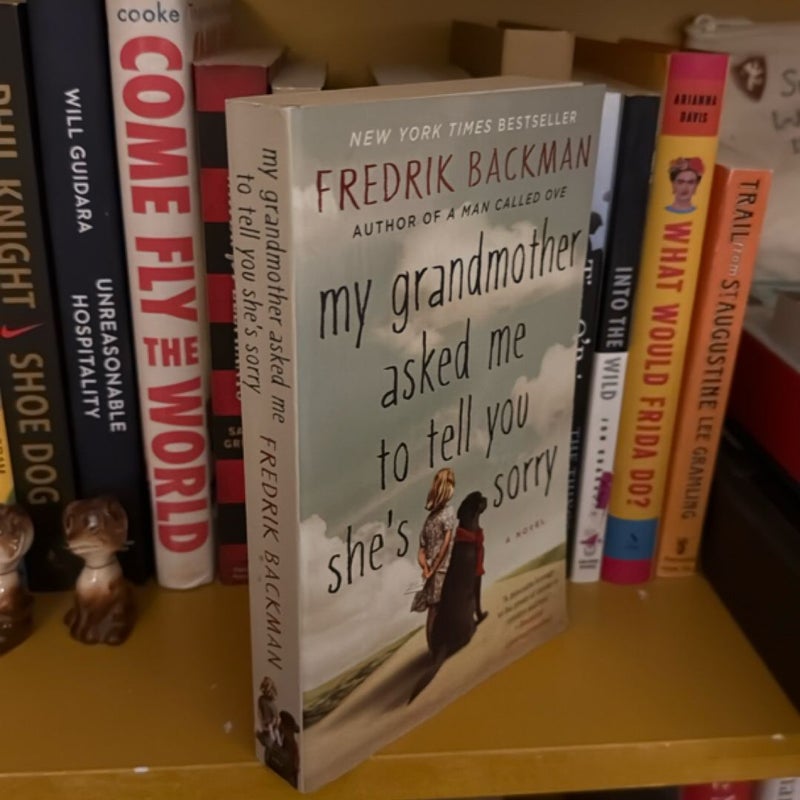 PHIL KNIGHT
SHOE DOG
WILL GUIDARA
UNREASONABLE
HOSPITALITY
cooke
COME FLY THE WORLD
my grandmother asked me
to tell you she's sorry
FREDRIK BACKMAN
NEW YORK TIMES BESTSELLER
FREDRIK BACKMAN
AUTHOR OF A MAN CALLED OVE
my grandmother
asked me
to tell you
she's sorry
A NOVEL
INTO THE WILD
ARIANNA
DAVIS
WHAT WOULD FRIDA DO?
TRAIL from ST AUGUSTINE
LEE GRAMLING